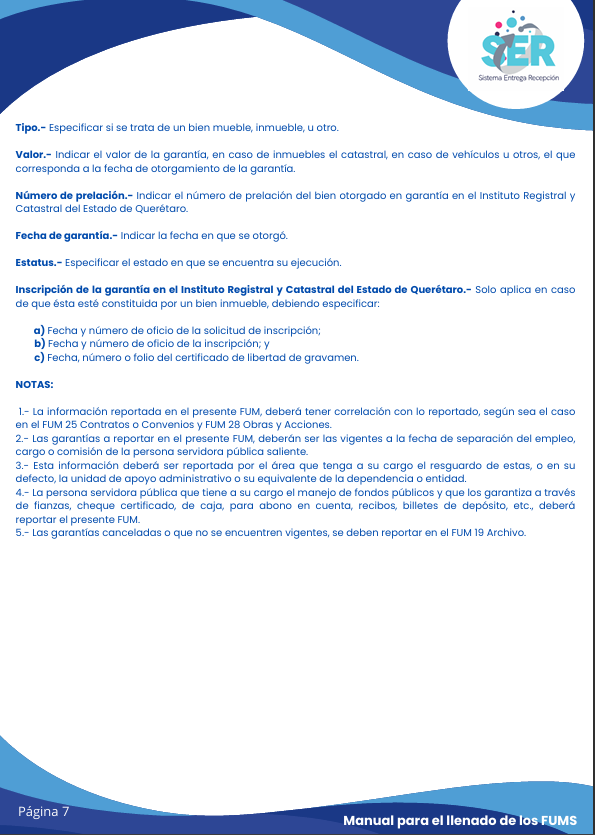 SER
Sistema Entrega Recepción
Tipo.- Especificar si se trata de un bien mueble, inmueble, u otro.
Valor.- Indicar el valor de la garantía, en caso de inmuebles el catastral, en caso de vehículos u otros, el que
corresponda a la fecha de otorgamiento de la garantía.
Número de prelación.- Indicar el número de prelación del bien otorgado en garantía en el Instituto Registral y
Catastral del Estado de Querétaro.
Fecha de garantía.- Indicar la fecha en que se otorgó.
Estatus.- Especificar el estado en que se encuentra su ejecución.
Inscripción de la garantía en el Instituto Registral y Catastral del Estado de Querétaro.- Solo aplica en caso
de que ésta esté constituida por un bien inmueble, debiendo especificar:
a) Fecha y número de oficio de la solicitud de inscripción;
b) Fecha y número de oficio de la inscripción; y
c) Fecha, número o folio del certificado de libertad de gravamen.
NOTAS:
1.- La información reportada en el presente FUM, deberá tener correlación con lo reportado, según sea el caso
en el FUM 25 Contratos o Convenios y FUM 28 Obras y Acciones.
2.- Las garantías a reportar en el presente FUM, deberán ser las vigentes a la fecha de separación del empleo,
cargo o comisión de la persona servidora pública saliente.
3.- Esta información deberá ser reportada por el área que tenga a su cargo el resguardo de estas, o en su
defecto, la unidad de apoyo administrativo o su equivalente de la dependencia o entidad.
4.- La persona servidora pública que tiene a su cargo el manejo de fondos públicos y que los garantiza a través
de fianzas, cheque certificado, de caja, para abono en cuenta, recibos, billetes de depósito, etc., deberá
reportar el presente FUM.
5.- Las garantías canceladas o que no se encuentren vigentes, se deben reportar en el FUM 19 Archivo.
Página 7
Manual para el llenado de los FUMS